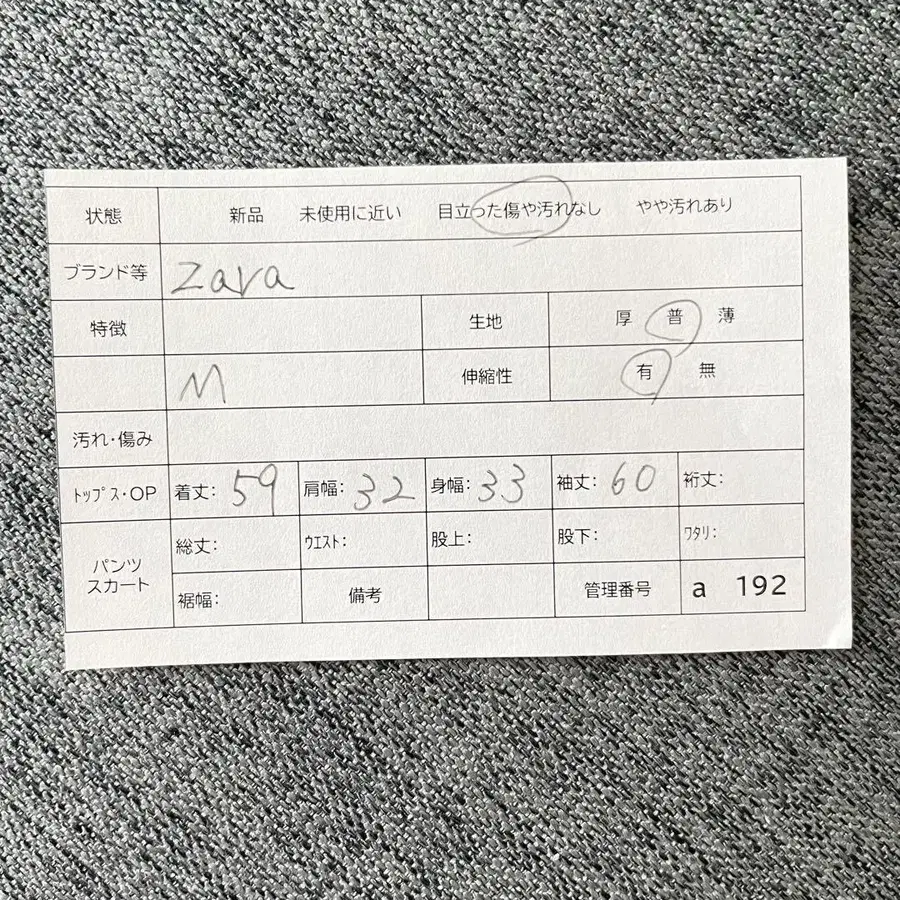 状態 新品 未使用に近い 目立った傷や汚れなし やや汚れあり
ブランド等 zara
特徴 生地 厚 普 薄
M 伸縮性 有 無
汚れ・傷み
ﾄｯﾌﾟｽ・OP 着丈: 59 肩幅: 32 身幅: 33 袖丈: 60 裄丈:
パンツ
スカート
総丈: ｳｴｽﾄ: 股上: 股下: ﾜﾀﾘ:
裾幅: 備考 管理番号 a 192